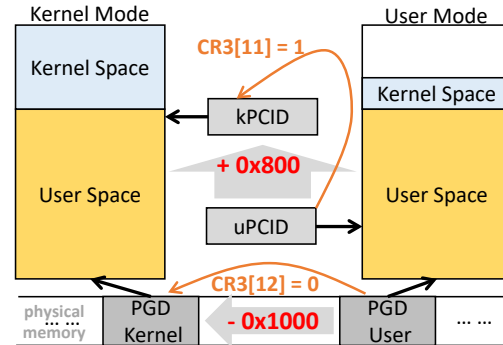 Kernel Mode
User Mode
CR3[11] = 1
Kernel Space
Kernel Space
kPCID
+ 0x800
User Space
User Space
uPCID
CR3[12] = 0
physical
memory
... ...
PGD
Kernel
- 0x1000
PGD
User
... ...